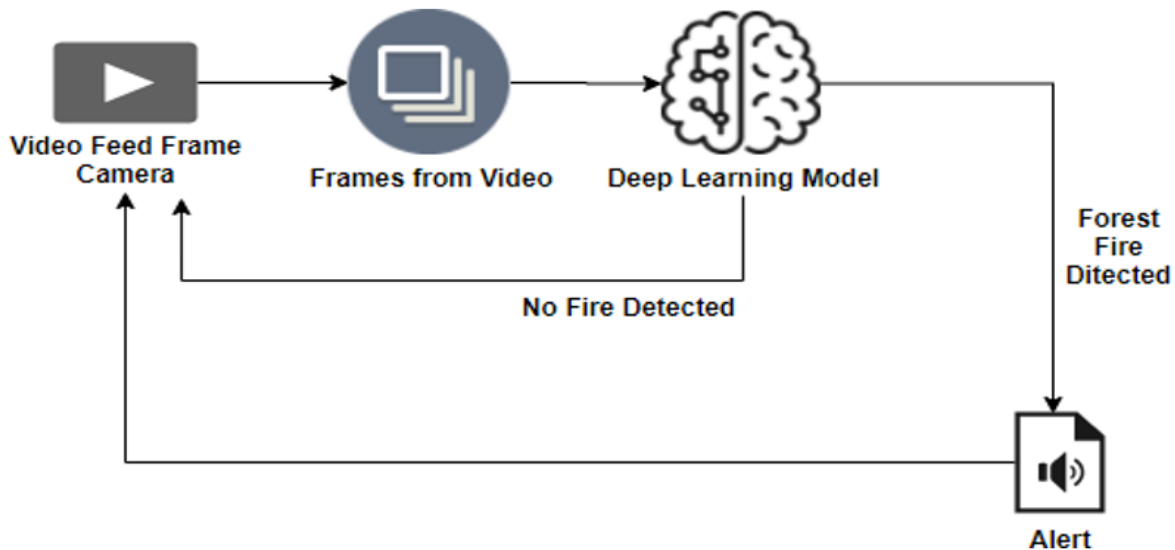 Video Feed Frame
Camera
Frames from Video
Deep Learning Model
Forest
Fire
Ditected
No Fire Detected
Alert